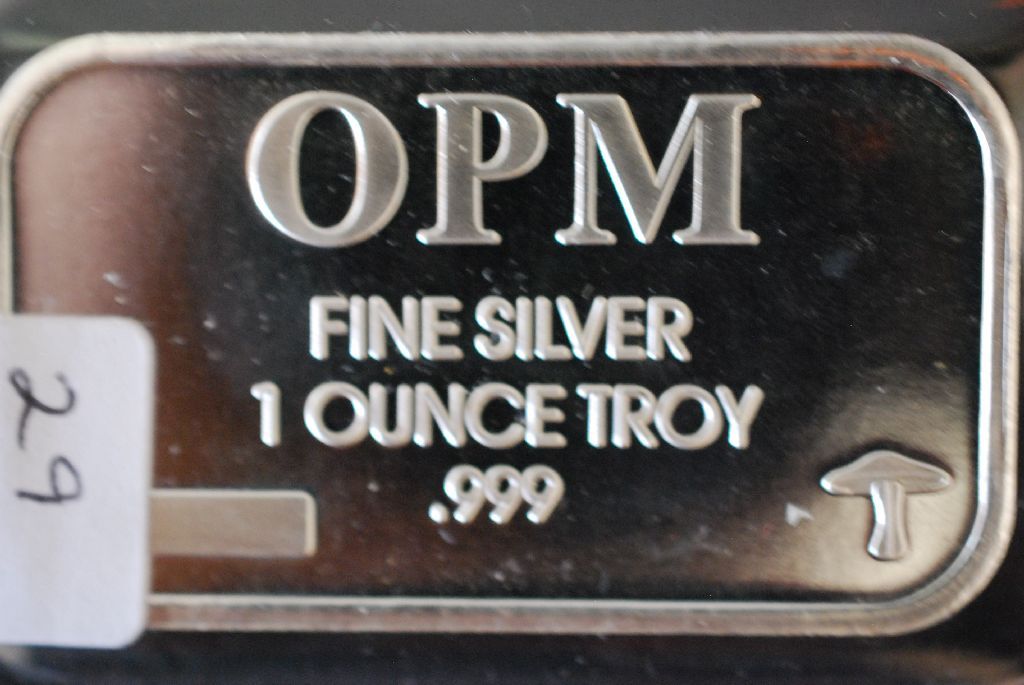 OPM
FINE SILVER
1 OUNCE TROY
.999
29